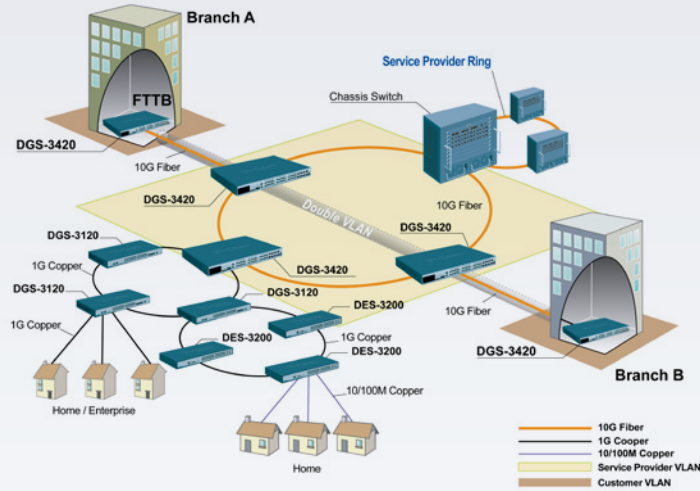 Branch A
FTTB
DGS-3420
10G Fiber
Service Provider Ring
Chassis Switch
10G Fiber
DGS-3420
Double VLAN
DGS-3420
DGS-3120
1G Copper
DGS-3120
1G Copper
DGS-3420
DGS-3120
DES-3200
1G Copper
DES-3200
DES-3200
10/100M Copper
10G Fiber
DGS-3420
Branch B
Home / Enterprise
Home
10G Fiber
1G Cooper
10/100M Copper
Service Provider VLAN
Customer VLAN